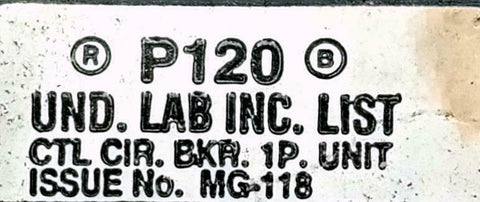 Ⓡ P120 Ⓑ
UND. LAB INC. LIST
CTL CIR. BKR. 1P. UNIT
ISSUE No. MG-118